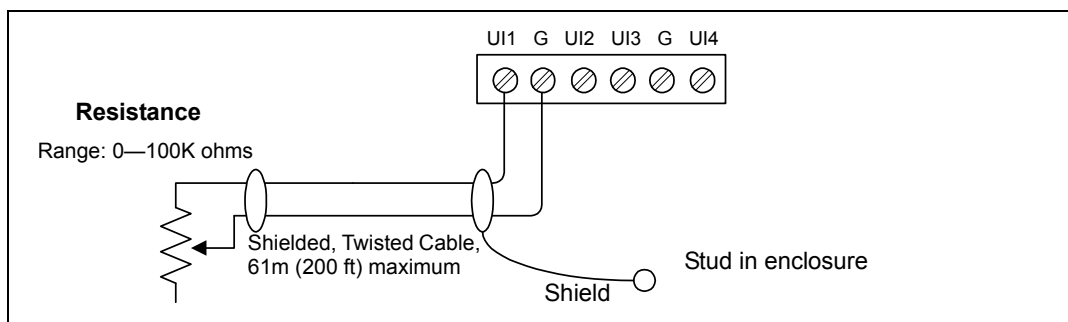 UI1 G UI2 UI3 G UI4
Resistance
Range: 0—100K ohms
Shielded, Twisted Cable,
61m (200 ft) maximum
Stud in enclosure
Shield